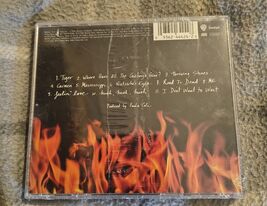 1. Tiger 2. Where Have All The Cowboys Gone? 3. Throwing Stones
4. Carmen 5. Mississippi 6. Nietzsche's Eyes 7. Road To Dead 8. Me
9. Feelin' Love 10. Hush, Hush, Hush 11. I Don't Want to Wait
Produced by Paula Cole